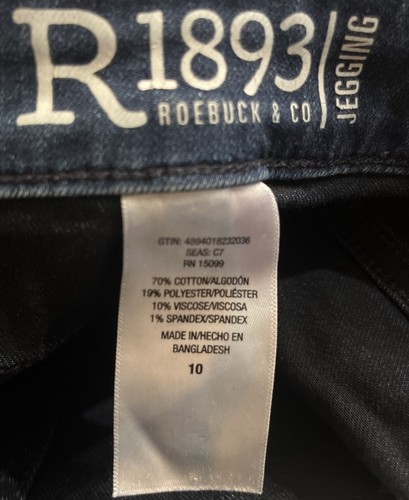 R1893/JEGGING
ROEBUCK & CO
GTIN: 4894018232036
SEAS: C7
RN 15099
70% COTTON/ALGODÓN
19% POLYESTER/POLIÉSTER
10% VISCOSE/VISCOSA
1% SPANDEX/SPANDEX
MADE IN/HECHO EN
BANGLADESH
10